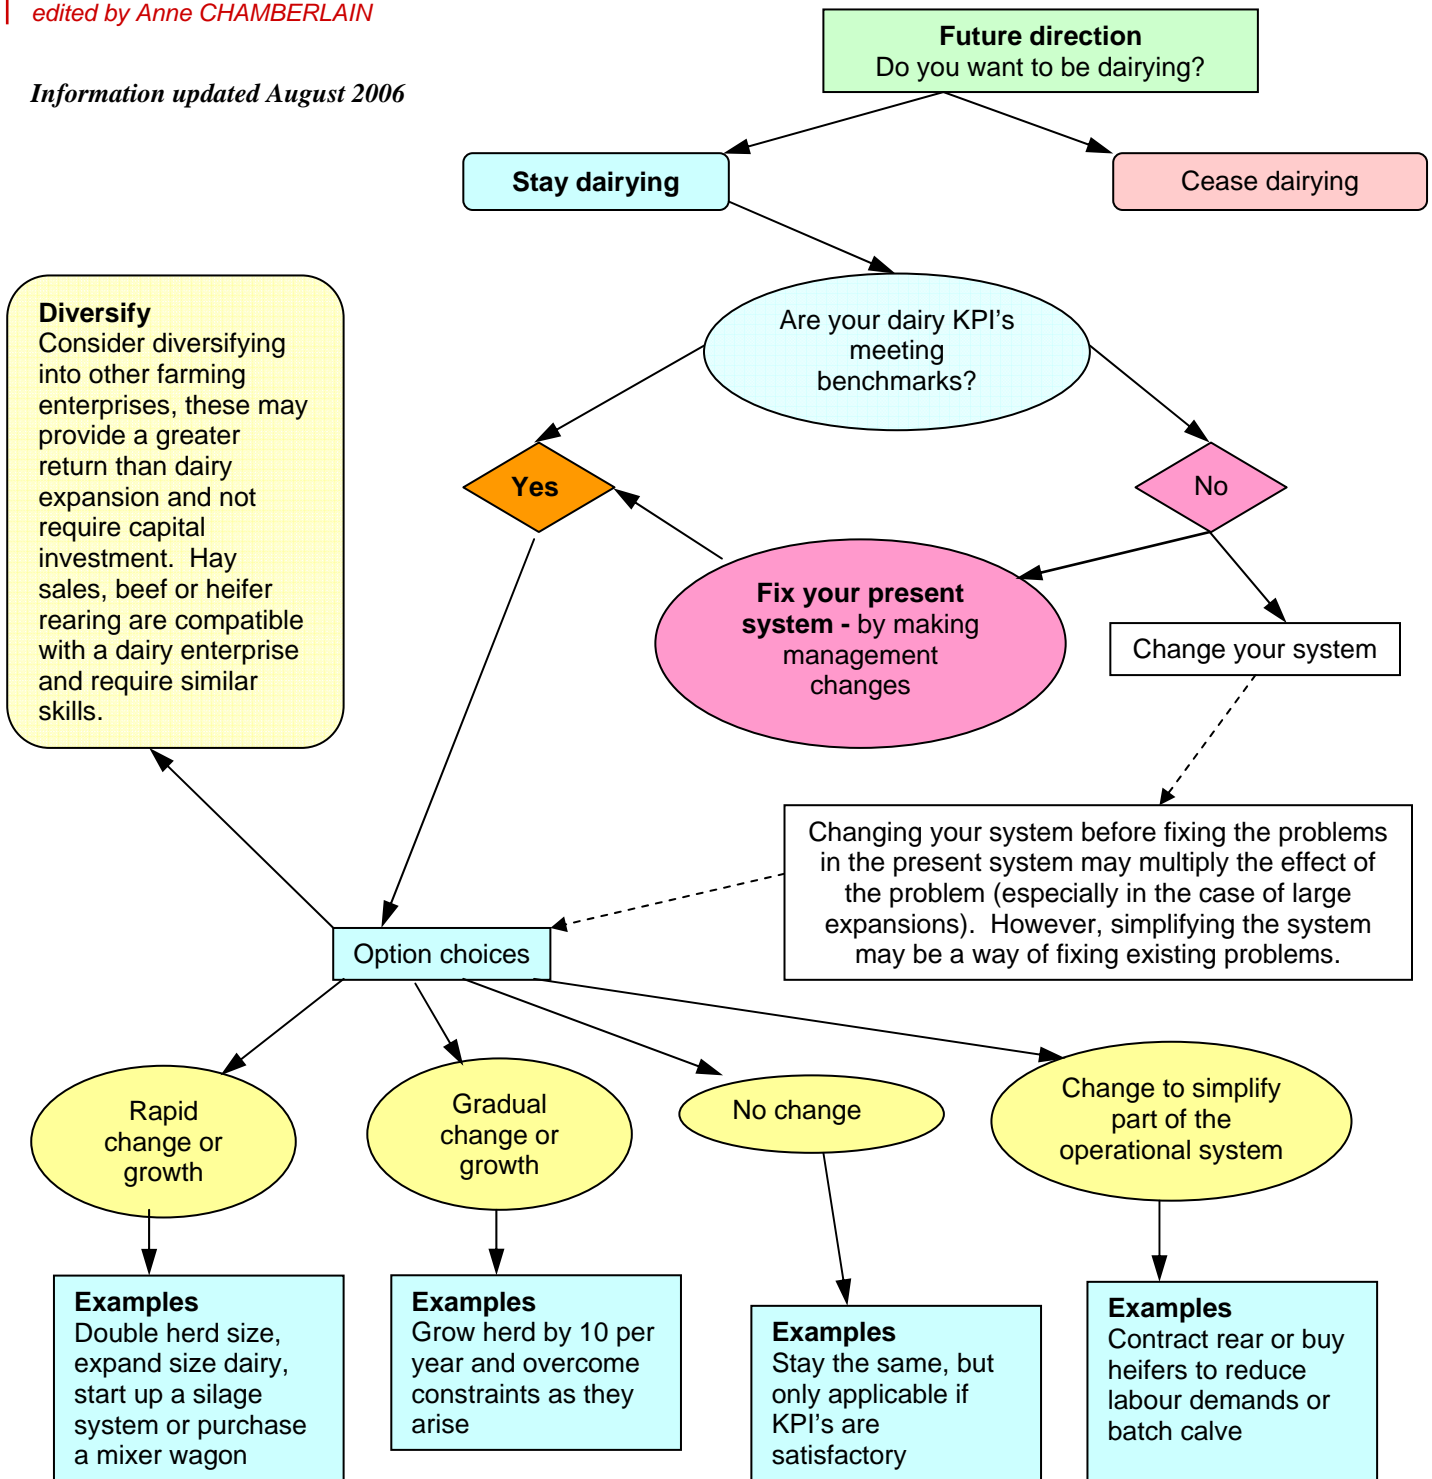 edited by Anne CHAMBERLAIN
Information updated August 2006
Future direction
Do you want to be dairying?
Stay dairying
Cease dairying
Diversify
Consider diversifying
into other farming
enterprises, these may
provide a greater
return than dairy
expansion and not
require capital
investment.  Hay
sales, beef or heifer
rearing are compatible
with a dairy enterprise
and require similar
skills.
Are your dairy KPI’s
meeting
benchmarks?
Yes
No
Fix your present
system - by making
management
changes
Change your system
Changing your system before fixing the problems
in the present system may multiply the effect of
the problem (especially in the case of large
expansions).  However, simplifying the system
may be a way of fixing existing problems.
Option choices
Rapid
change or
growth
Gradual
change or
growth
No change
Change to simplify
part of the
operational system
Examples
Double herd size,
expand size dairy,
start up a silage
system or purchase
a mixer wagon
Examples
Grow herd by 10 per
year and overcome
constraints as they
arise
Examples
Stay the same, but
only applicable if
KPI’s are
satisfactory
Examples
Contract rear or buy
heifers to reduce
labour demands or
batch calve